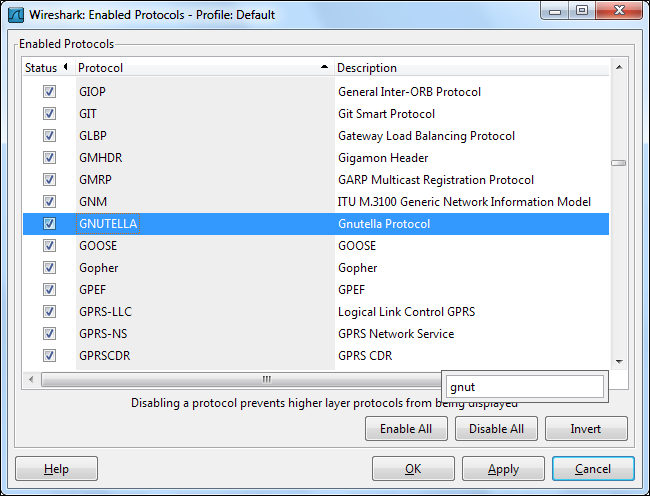 Wireshark: Enabled Protocols - Profile: Default
Enabled Protocols
Status Protocol Description
GIOP General Inter-ORB Protocol
GIT Git Smart Protocol
GLBP Gateway Load Balancing Protocol
GMHDR Gigamon Header
GMRP GARP Multicast Registration Protocol
GNM ITU M.3100 Generic Network Information Model
GNUTELLA Gnutella Protocol
GOOSE GOOSE
Gopher Gopher
GPEF GPEF
GPRS-LLC Logical Link Control GPRS
GPRS-NS GPRS Network Service
GPRSCDR GPRS CDR
gnut
Disabling a protocol prevents higher layer protocols from being displayed
Enable All Disable All Invert
Help OK Apply Cancel